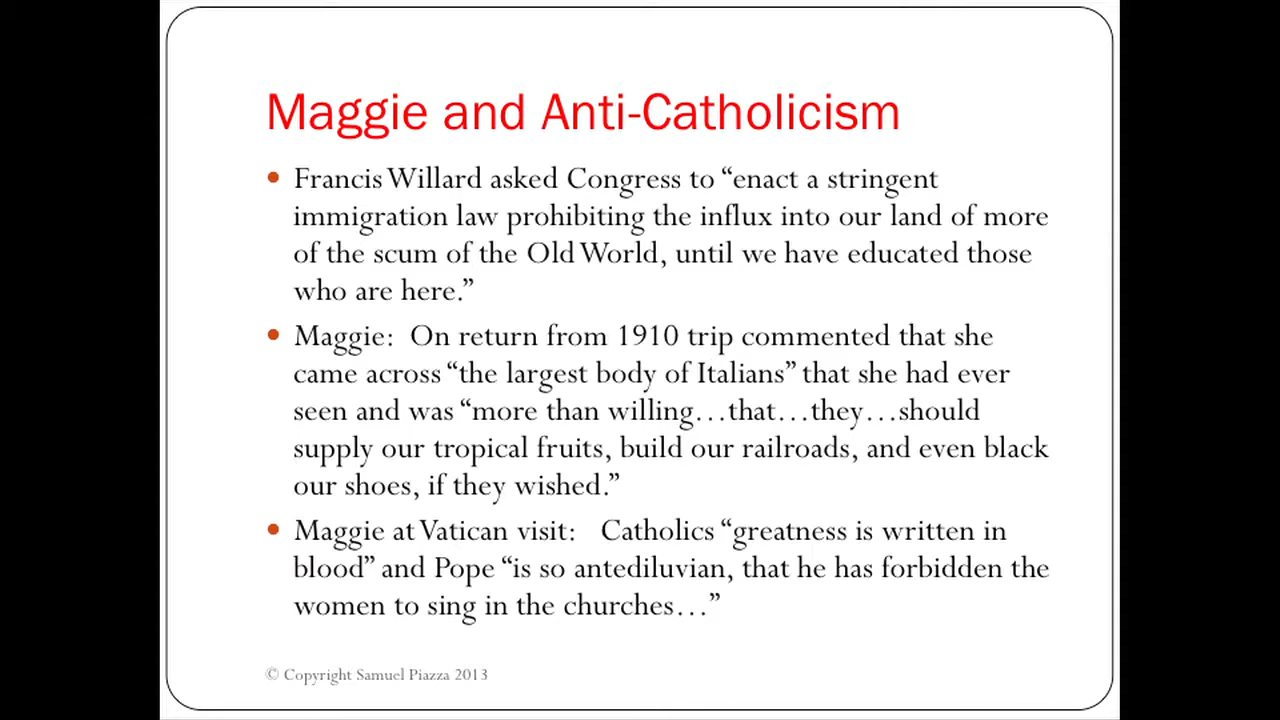 Maggie and Anti-Catholicism
• Francis Willard asked Congress to “enact a stringent
immigration law prohibiting the influx into our land of more
of the scum of the Old World, until we have educated those
who are here.”
• Maggie:  On return from 1910 trip commented that she
came across “the largest body of Italians” that she had ever
seen and was “more than willing…that…they…should
supply our tropical fruits, build our railroads, and even black
our shoes, if they wished.”
• Maggie at Vatican visit:   Catholics “greatness is written in
blood” and Pope “is so antediluvian, that he has forbidden the
women to sing in the churches…”
© Copyright Samuel Piazza 2013